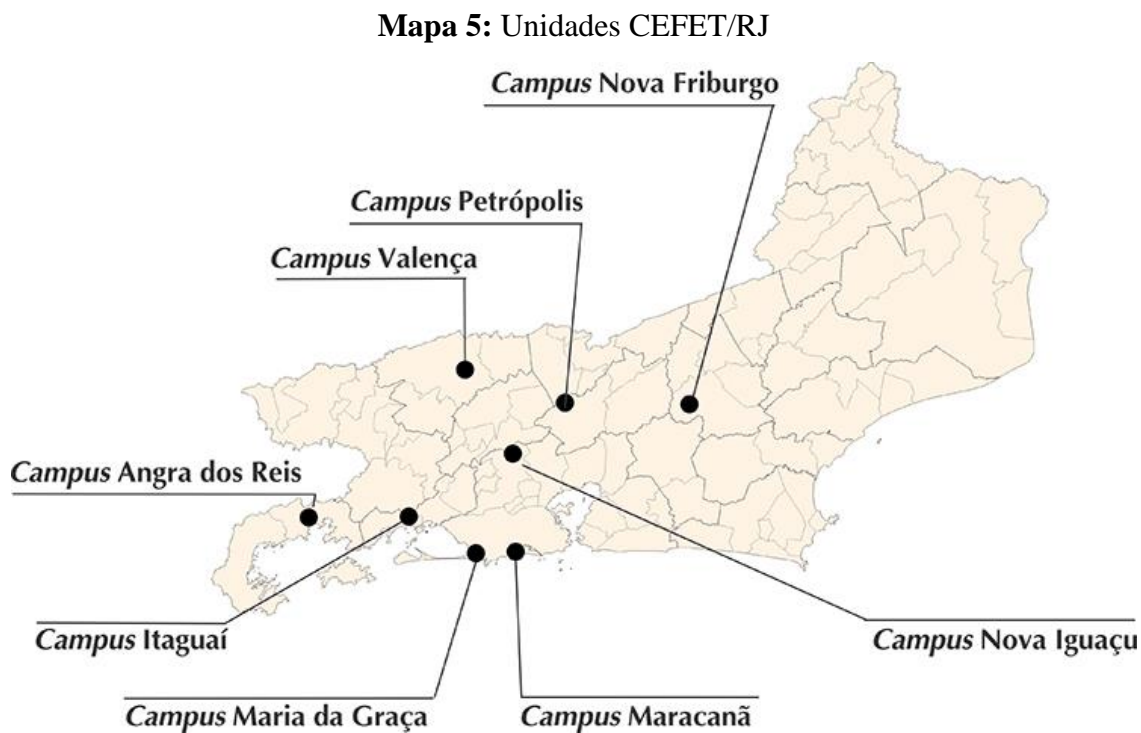 Mapa 5: Unidades CEFET/RJ
Campus Nova Friburgo
Campus Petrópolis
Campus Valença
Campus Angra dos Reis
Campus Itaguaí
Campus Nova Iguaçu
Campus Maria da Graça
Campus Maracanã